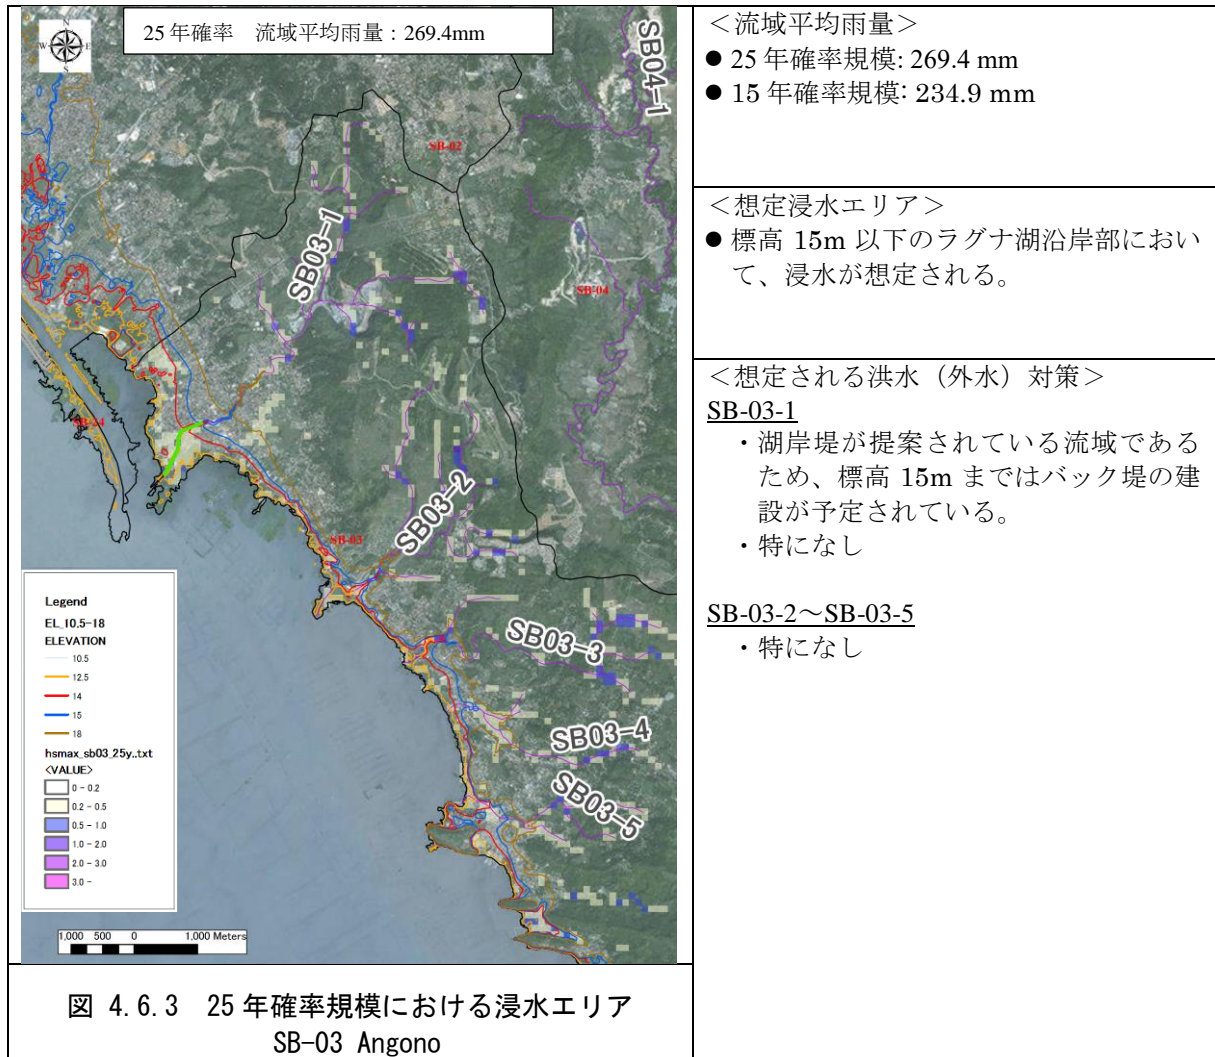 N
W E
S
25 年確率 流域平均雨量：269.4mm
SB04-1
SB-02
SB03-1
SB-04
SB-24
SB03-2
SB-03
SB03-3
SB03-4
SB03-5
Legend
EL_10.5-18
ELEVATION
10.5
12.5
14
15
18
hsmax_sb03_25y..txt
<VALUE>
0 - 0.2
0.2 - 0.5
0.5 - 1.0
1.0 - 2.0
2.0 - 3.0
3.0 -
1,000 500 0 1,000 Meters
図 4.6.3 25 年確率規模における浸水エリア
SB-03 Angono
＜流域平均雨量＞
● 25 年確率規模: 269.4 mm
● 15 年確率規模: 234.9 mm
＜想定浸水エリア＞
● 標高 15m 以下のラグナ湖沿岸部におい
て、浸水が想定される。
＜想定される洪水（外水）対策＞
SB-03-1
・湖岸堤が提案されている流域である
ため、標高 15m まではバック堤の建
設が予定されている。
・特になし
SB-03-2～SB-03-5
・特になし